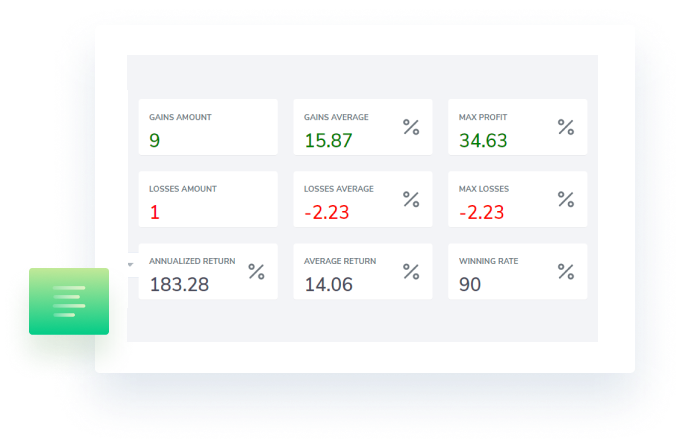 GAINS AMOUNT
9
GAINS AVERAGE
15.87
%
MAX PROFIT
34.63
%
LOSSES AMOUNT
1
LOSSES AVERAGE
-2.23
%
MAX LOSSES
-2.23
%
ANNUALIZED RETURN
183.28
%
AVERAGE RETURN
14.06
%
WINNING RATE
90
%